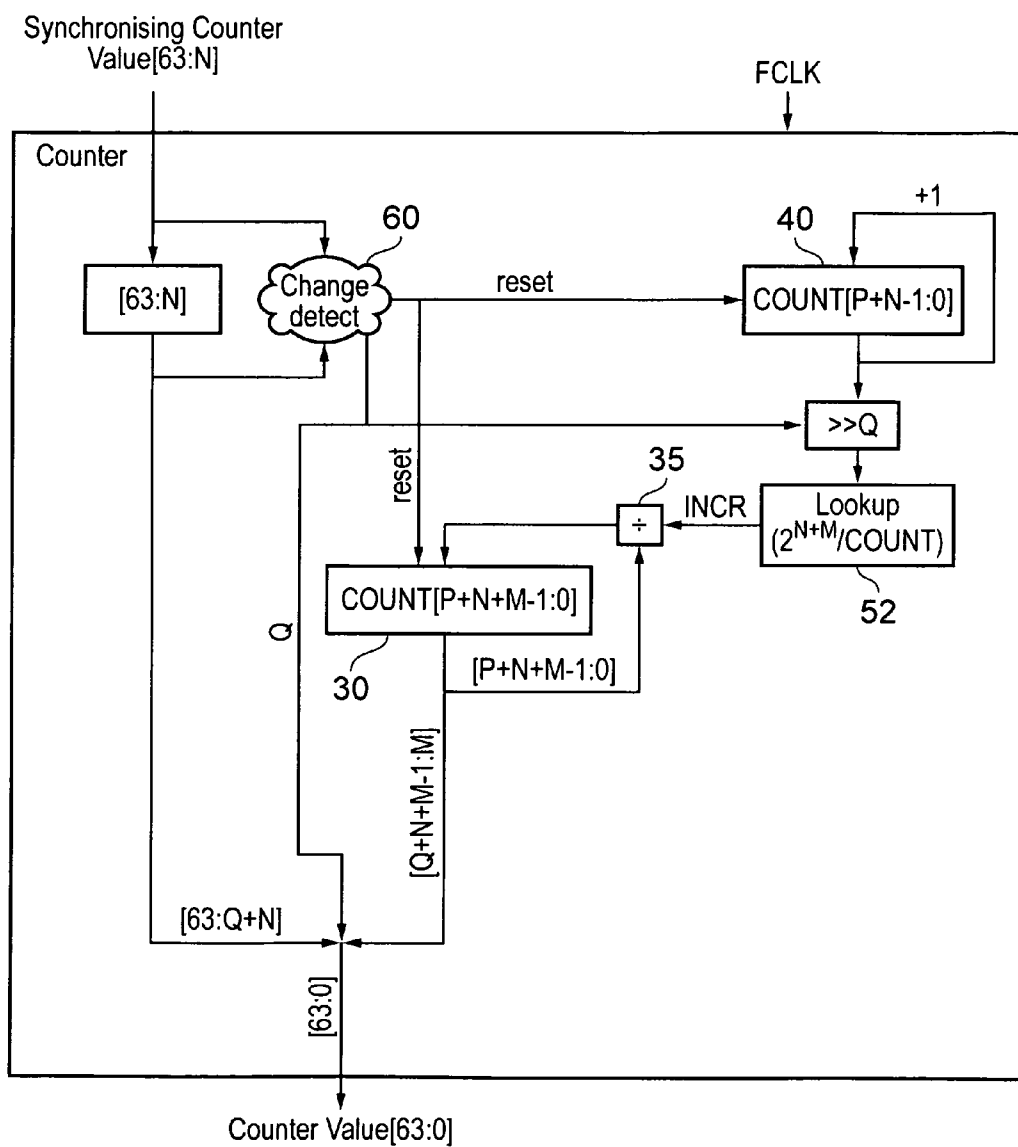 Synchronising Counter
Value[63:N]
FCLK
Counter
60
+1
40
[63:N]
Change
detect
reset
COUNT[P+N-1:0]
>>Q
reset
35
INCR
÷
Lookup
(2^{N+M}/COUNT)
52
COUNT[P+N+M-1:0]
30
Q
[P+N+M-1:0]
[Q+N+M-1:M]
[63:Q+N]
[63:0]
Counter Value[63:0]